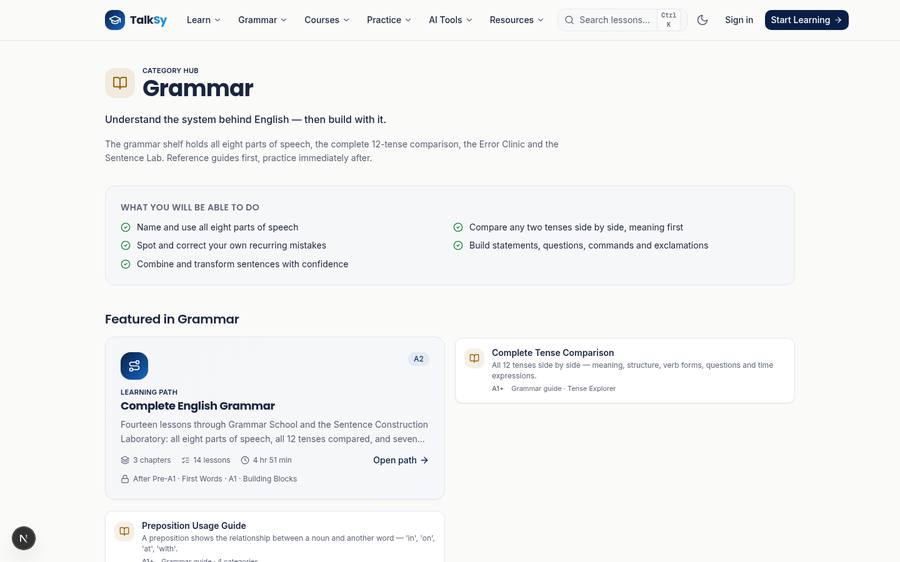 TalkSy
Learn
Grammar
Courses
Practice
AI Tools
Resources
Search lessons...
Ctrl K
Sign in
Start Learning
CATEGORY HUB
Grammar
Understand the system behind English — then build with it.
The grammar shelf holds all eight parts of speech, the complete 12-tense comparison, the Error Clinic and the
Sentence Lab. Reference guides first, practice immediately after.
WHAT YOU WILL BE ABLE TO DO
Name and use all eight parts of speech
Compare any two tenses side by side, meaning first
Spot and correct your own recurring mistakes
Build statements, questions, commands and exclamations
Combine and transform sentences with confidence
Featured in Grammar
A2
LEARNING PATH
Complete English Grammar
Fourteen lessons through Grammar School and the Sentence Construction
Laboratory: all eight parts of speech, all 12 tenses compared, and seven...
3 chapters
14 lessons
4 hr 51 min
Open path
After Pre-A1 · First Words · A1 · Building Blocks
Complete Tense Comparison
All 12 tenses side by side — meaning, structure, verb forms, questions and time
expressions.
A1+ Grammar guide · Tense Explorer
Preposition Usage Guide
A preposition shows the relationship between a noun and another word — 'in', 'on',
'at', 'with'.
A1+ Grammar guide · 4 categories
N